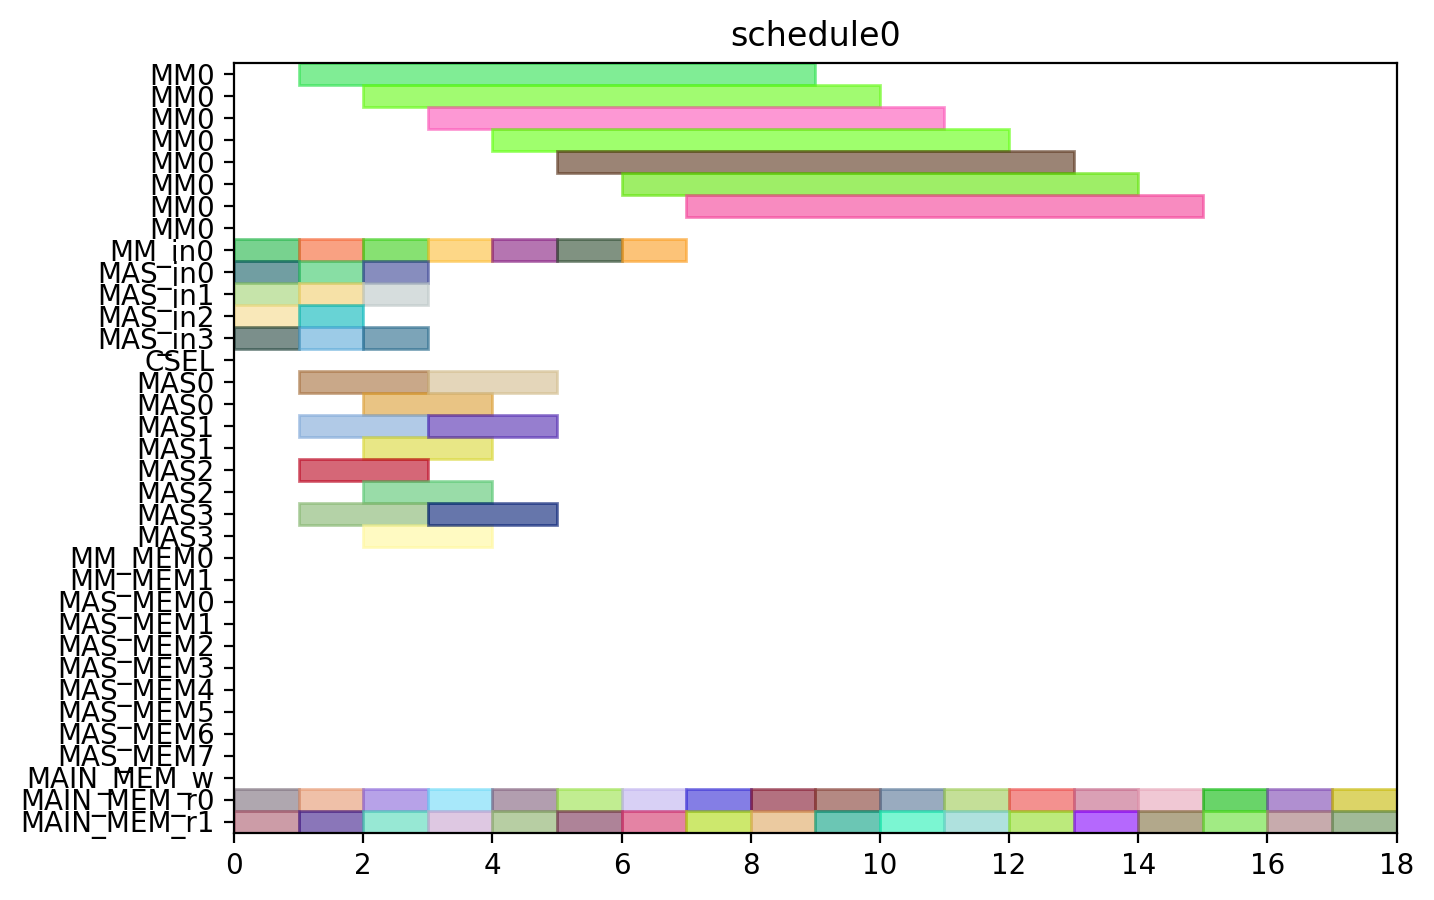 schedule0
MM0
MM0
MM0
MM0
MM0
MM0
MM0
MM0
MM_in0
MAS_in0
MAS_in1
MAS_in2
MAS_in3
CSEL
MAS0
MAS0
MAS1
MAS1
MAS2
MAS2
MAS3
MAS3
MM_MEM0
MM_MEM1
MAS_MEM0
MAS_MEM1
MAS_MEM2
MAS_MEM3
MAS_MEM4
MAS_MEM5
MAS_MEM6
MAS_MEM7
MAIN_MEM_w
MAIN_MEM_r0
MAIN_MEM_r1
0 2 4 6 8 10 12 14 16 18